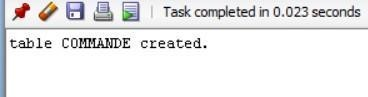 Task completed in 0.023 seconds
table COMMANDE created.